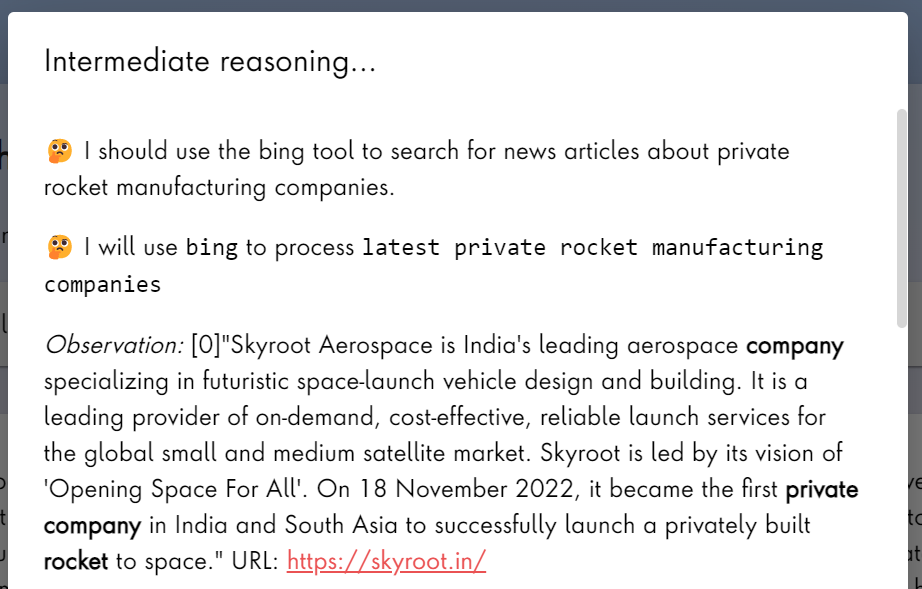 Intermediate reasoning...
🤔 I should use the bing tool to search for news articles about private
rocket manufacturing companies.
🤔 I will use bing to process latest private rocket manufacturing
companies
Observation: [0]"Skyroot Aerospace is India's leading aerospace company
specializing in futuristic space-launch vehicle design and building. It is a
leading provider of on-demand, cost-effective, reliable launch services for
the global small and medium satellite market. Skyroot is led by its vision of
'Opening Space For All'. On 18 November 2022, it became the first private
company in India and South Asia to successfully launch a privately built
rocket to space." URL: https://skyroot.in/